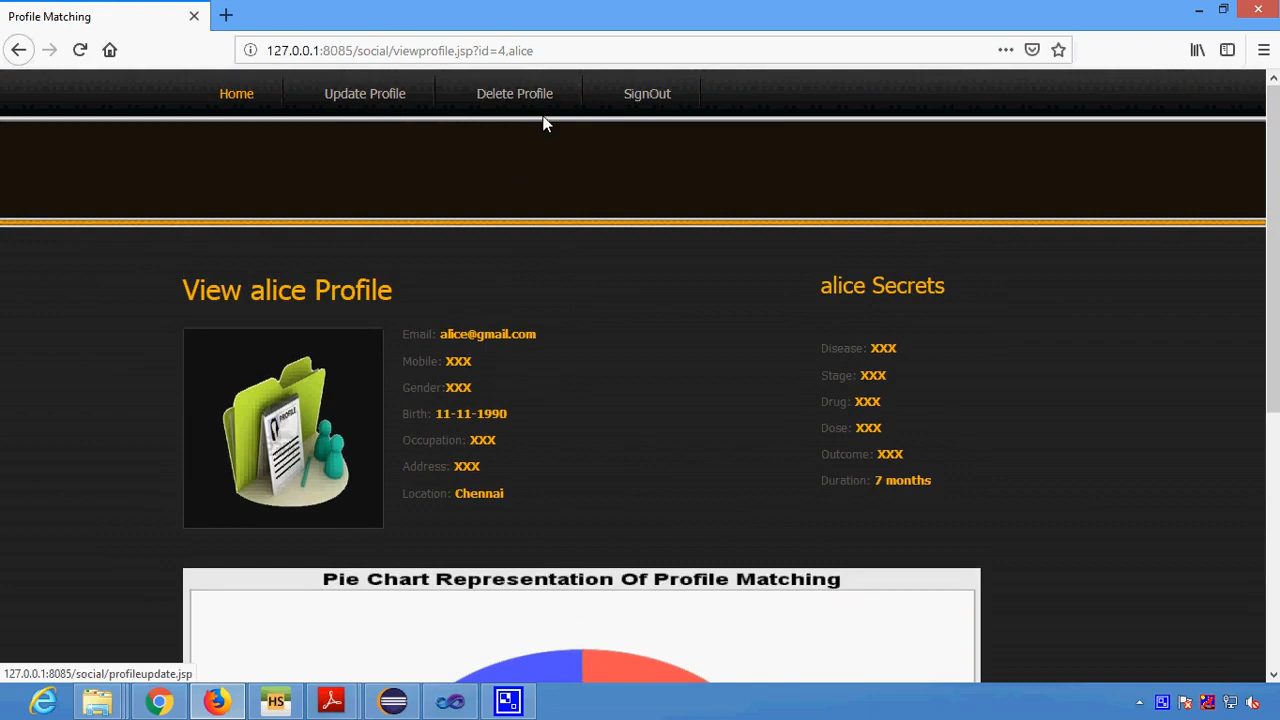 Profile Matching
127.0.0.1:8085/social/viewprofile.jsp?id=4,alice
Home Update Profile Delete Profile SignOut
View alice Profile
Email: alice@gmail.com
Mobile: XXX
Gender:XXX
Birth: 11-11-1990
Occupation: XXX
Address: XXX
Location: Chennai
alice Secrets
Disease: XXX
Stage: XXX
Drug: XXX
Dose: XXX
Outcome: XXX
Duration: 7 months
PROFILE
Pie Chart Representation Of Profile Matching
127.0.0.1:8085/social/profileupdate.jsp
HS